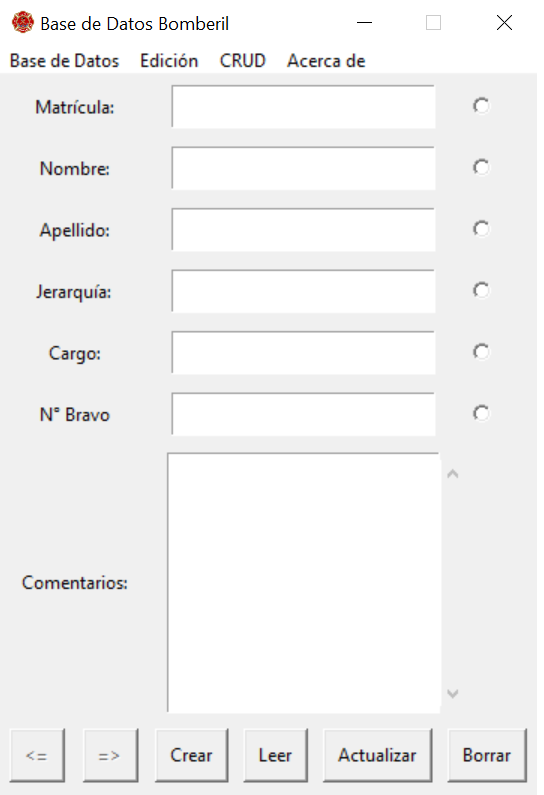 Base de Datos Bomberil
Base de Datos Edición CRUD Acerca de
Matrícula:
Nombre:
Apellido:
Jerarquía:
Cargo:
N° Bravo
Comentarios:
<= => Crear Leer Actualizar Borrar